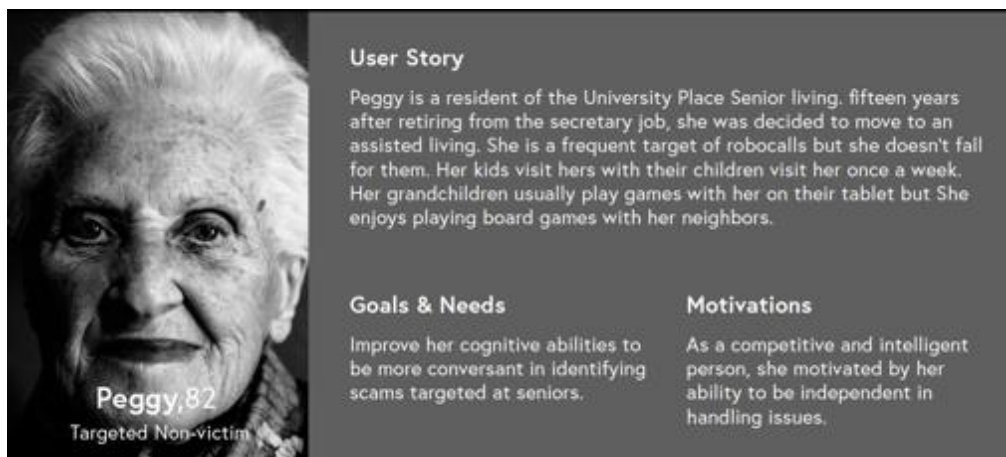 User Story
Peggy is a resident of the University Place Senior living. fifteen years
after retiring from the secretary job, she was decided to move to an
assisted living. She is a frequent target of robocalls but she doesn't fall
for them. Her kids visit hers with their children visit her once a week.
Her grandchildren usually play games with her on their tablet but She
enjoys playing board games with her neighbors.
Peggy,82
Targeted Non-victim
Goals & Needs
Improve her cognitive abilities to
be more conversant in identifying
scams targeted at seniors.
Motivations
As a competitive and intelligent
person, she motivated by her
ability to be independent in
handling issues.